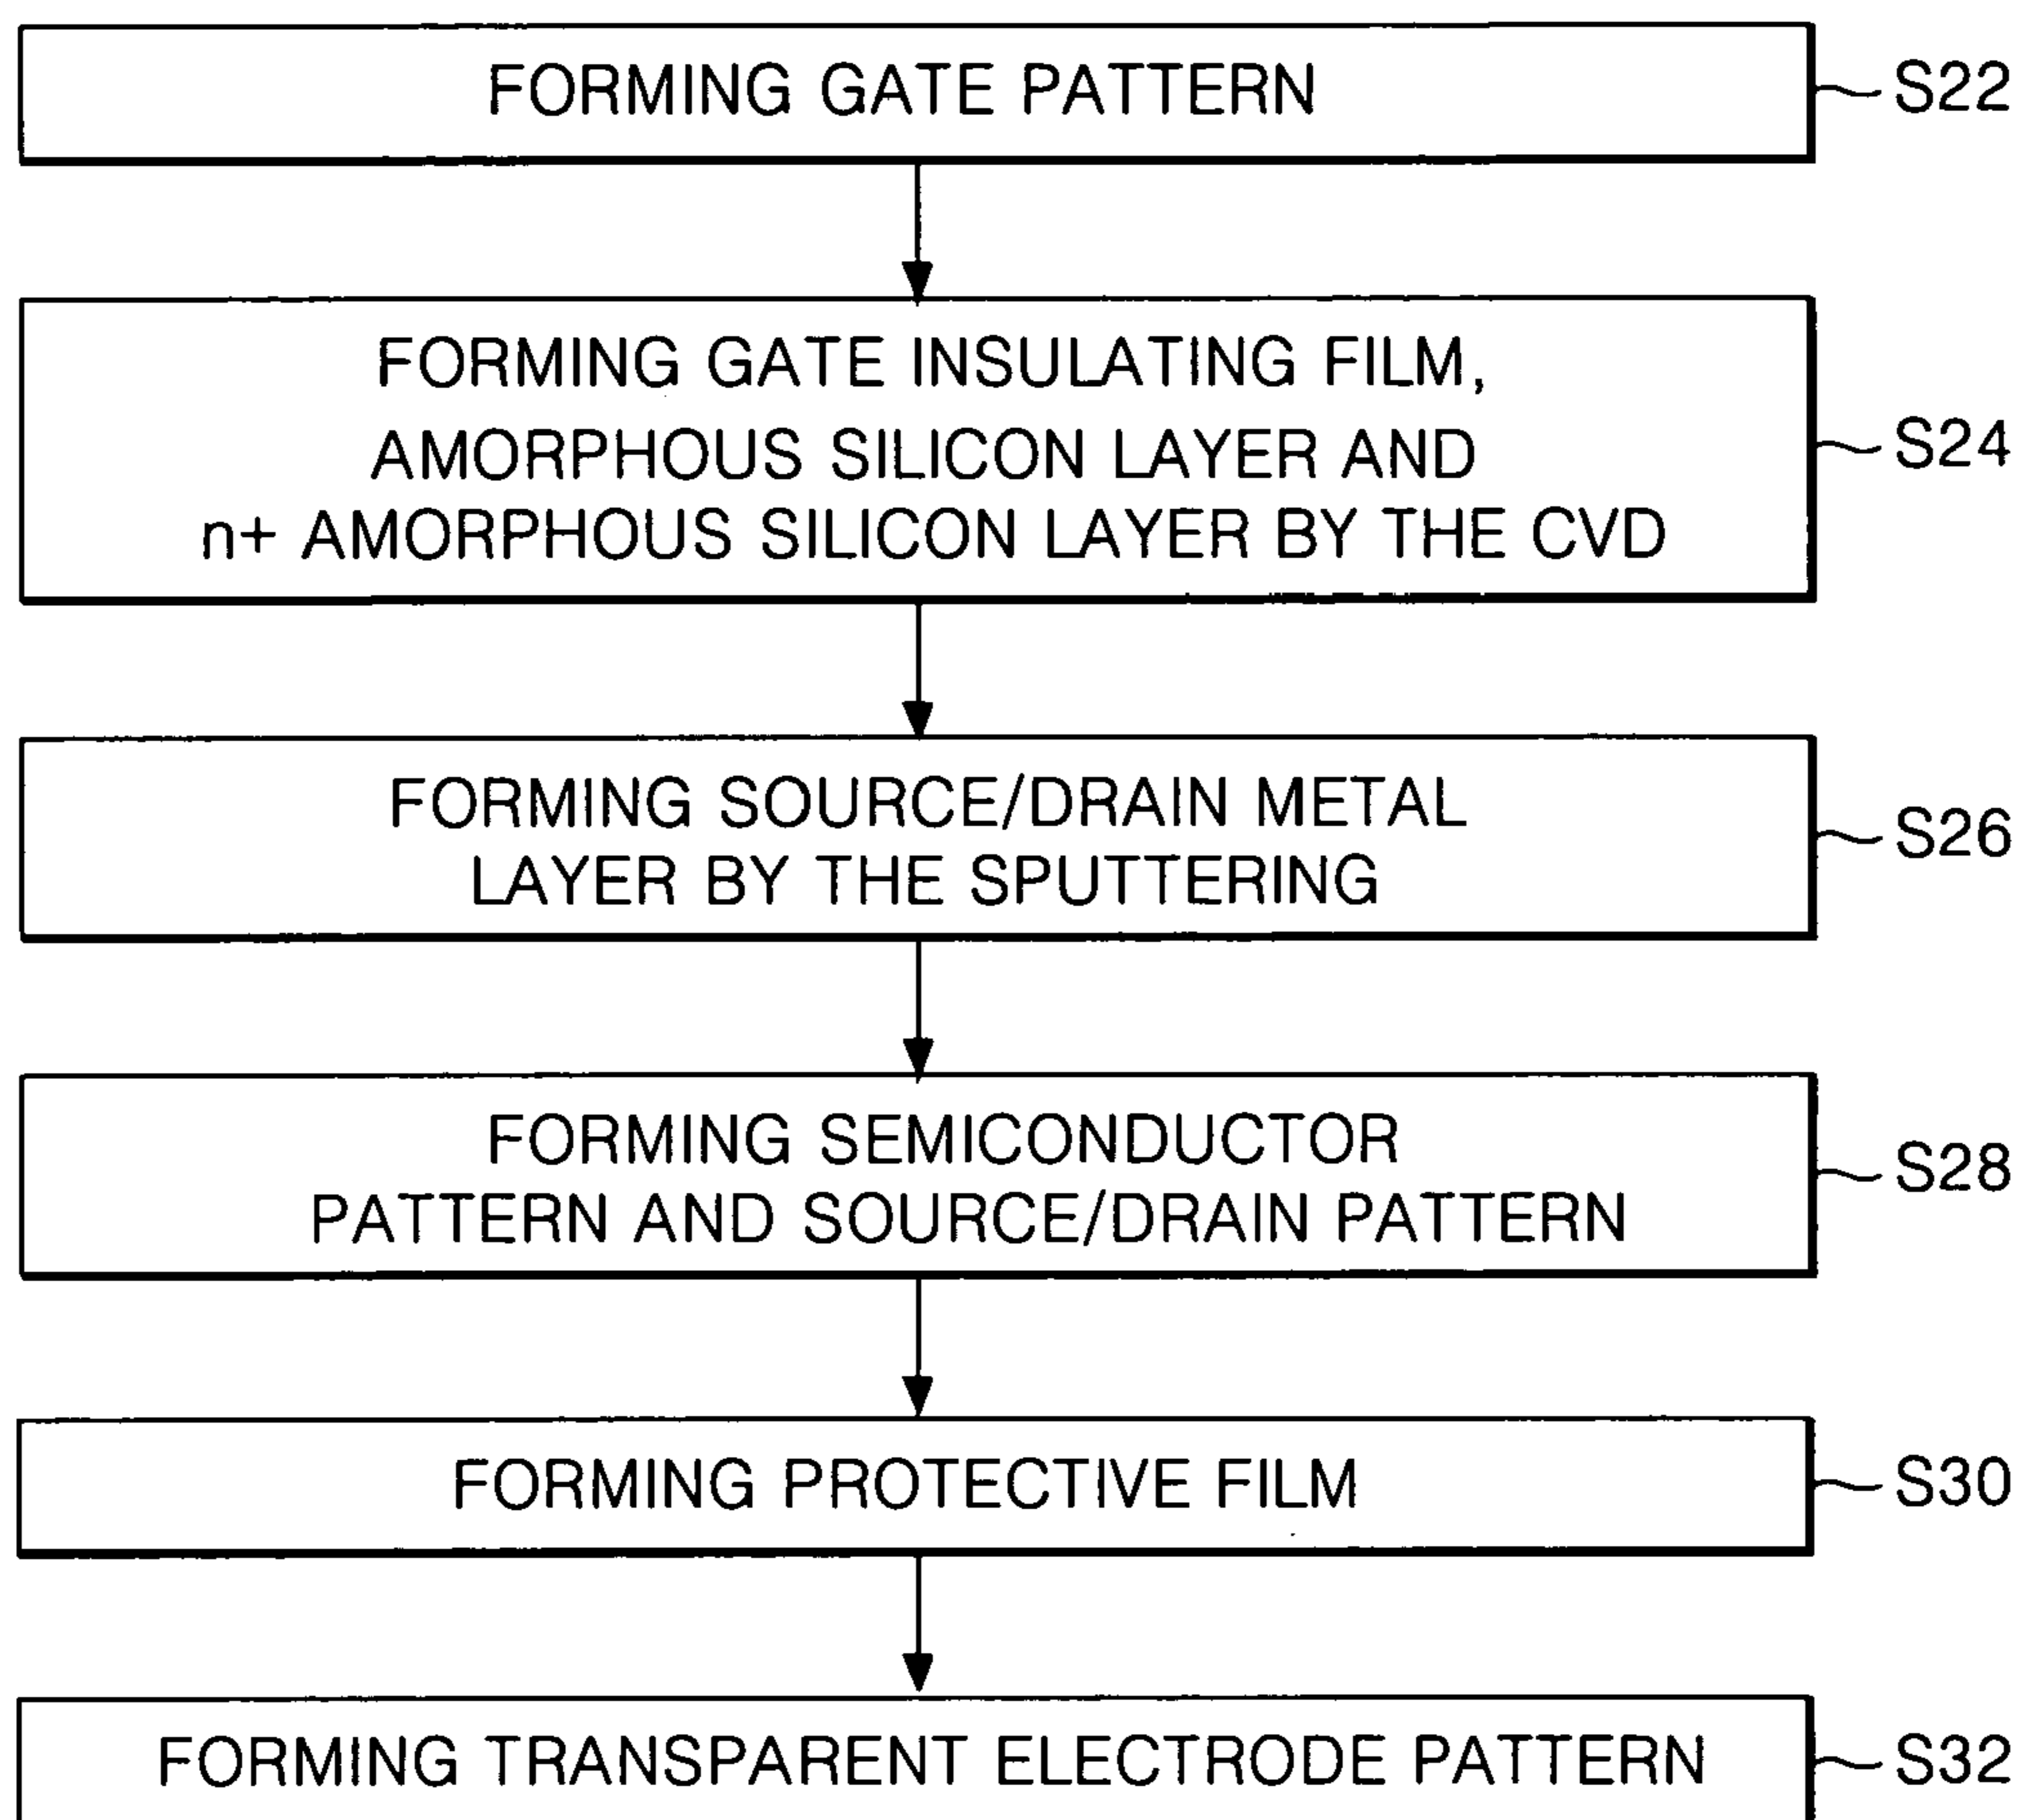 FORMING GATE PATTERN
S22
FORMING GATE INSULATING FILM,
AMORPHOUS SILICON LAYER AND
n+ AMORPHOUS SILICON LAYER BY THE CVD
S24
FORMING SOURCE/DRAIN METAL
LAYER BY THE SPUTTERING
S26
FORMING SEMICONDUCTOR
PATTERN AND SOURCE/DRAIN PATTERN
S28
FORMING PROTECTIVE FILM
S30
FORMING TRANSPARENT ELECTRODE PATTERN
S32